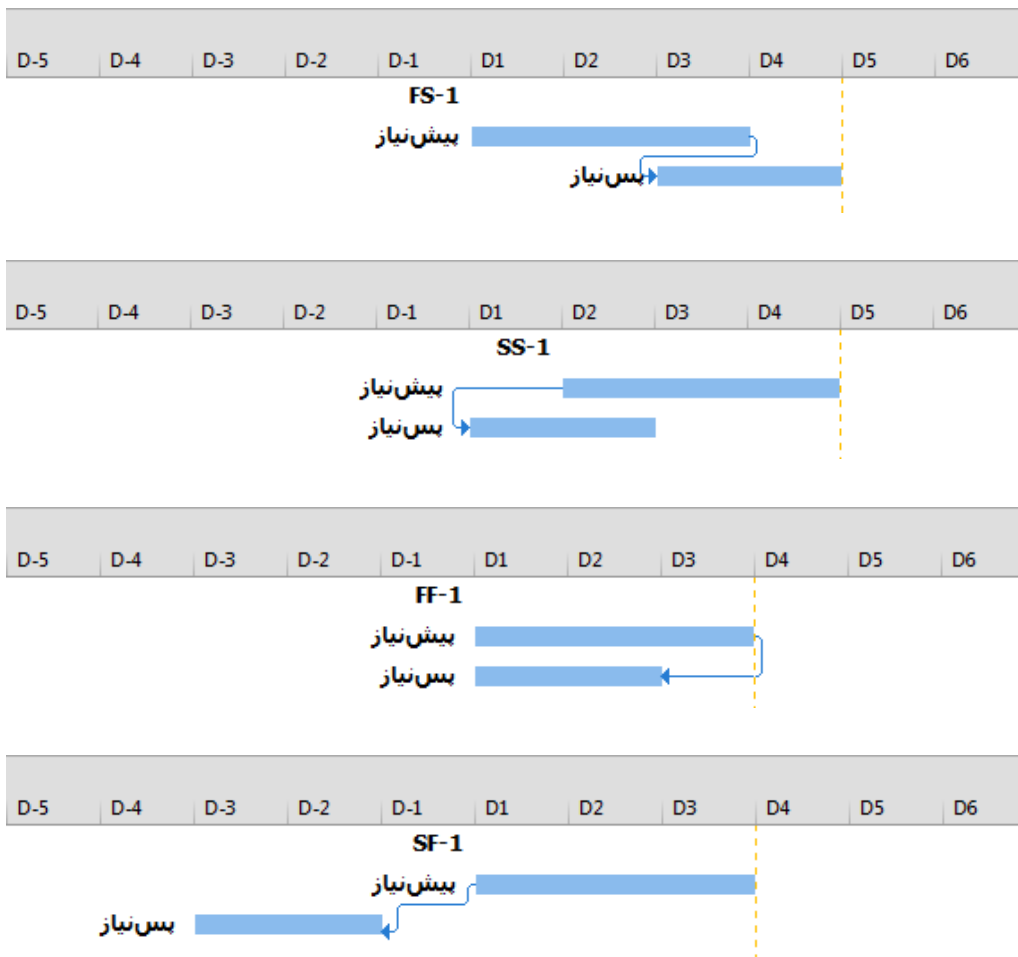 D-5 D-4 D-3 D-2 D-1 D1 D2 D3 D4 D5 D6
FS-1
پیش‌نیاز
پس‌نیاز
D-5 D-4 D-3 D-2 D-1 D1 D2 D3 D4 D5 D6
SS-1
پیش‌نیاز
پس‌نیاز
D-5 D-4 D-3 D-2 D-1 D1 D2 D3 D4 D5 D6
FF-1
پیش‌نیاز
پس‌نیاز
D-5 D-4 D-3 D-2 D-1 D1 D2 D3 D4 D5 D6
SF-1
پیش‌نیاز
پس‌نیاز